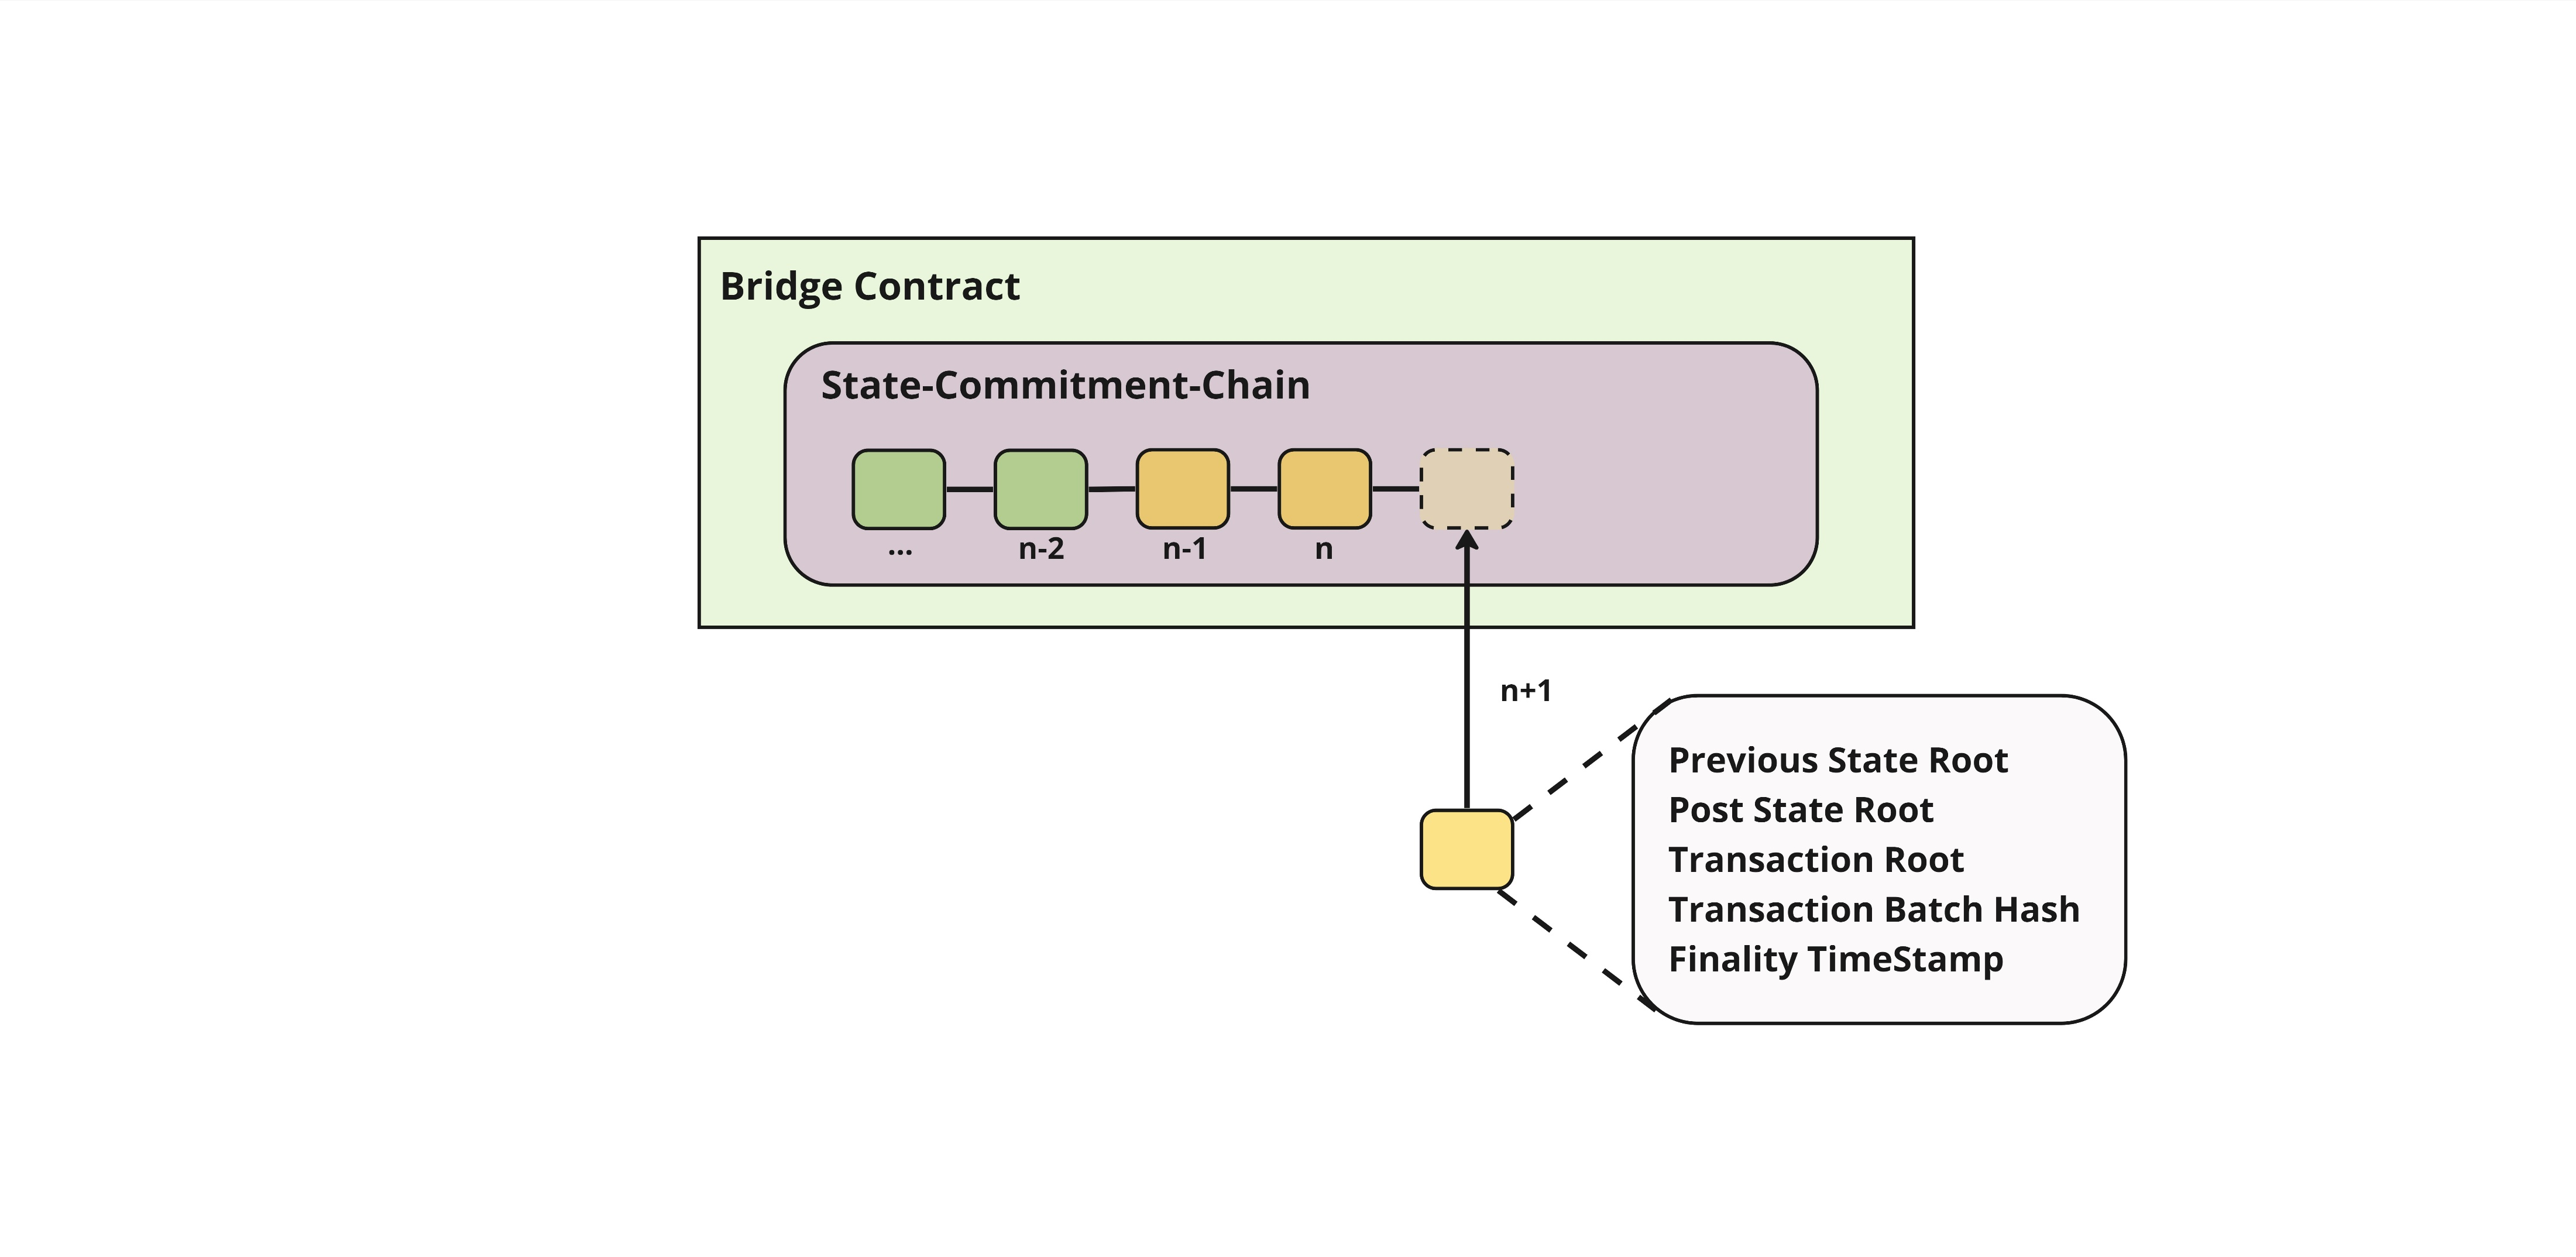 Bridge Contract
State-Commitment-Chain
...
n-2
n-1
n
n+1
Previous State Root
Post State Root
Transaction Root
Transaction Batch Hash
Finality TimeStamp